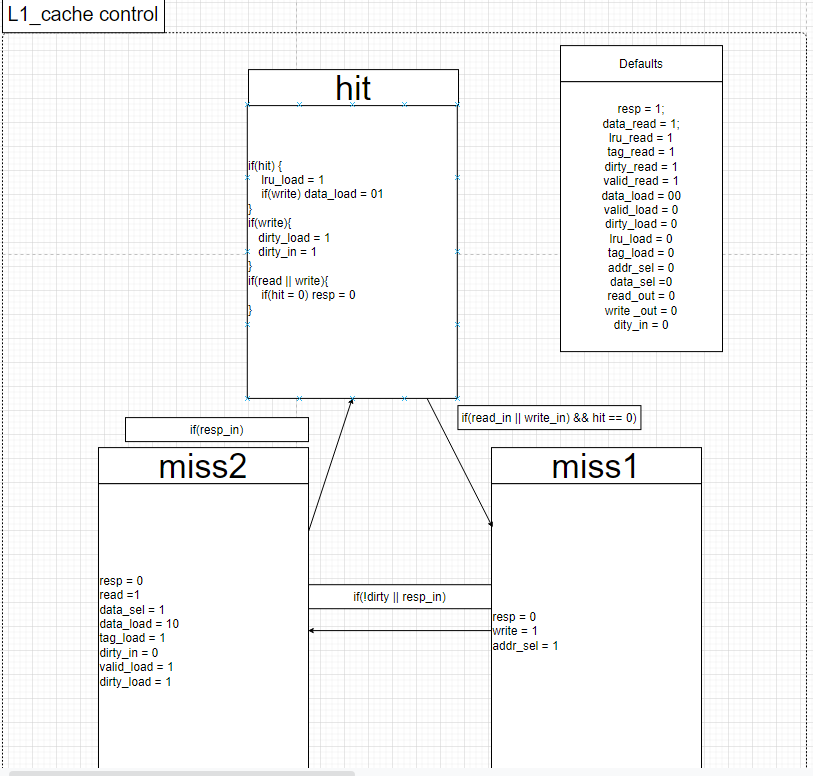 L1_cache control
hit
if(hit) {
lru_load = 1
if(write) data_load = 01
}
if(write){
dirty_load = 1
dirty_in = 1
}
if(read || write){
if(hit = 0) resp = 0
}
Defaults
resp = 1;
data_read = 1;
lru_read = 1
tag_read = 1
dirty_read = 1
valid_read = 1
data_load = 00
valid_load = 0
dirty_load = 0
lru_load = 0
tag_load = 0
addr_sel = 0
data_sel =0
read_out = 0
write _out = 0
dity_in = 0
if(resp_in)
if(read_in || write_in) && hit == 0)
miss2
resp = 0
read =1
data_sel = 1
data_load = 10
tag_load = 1
dirty_in = 0
valid_load = 1
dirty_load = 1
if(!dirty || resp_in)
miss1
resp = 0
write = 1
addr_sel = 1